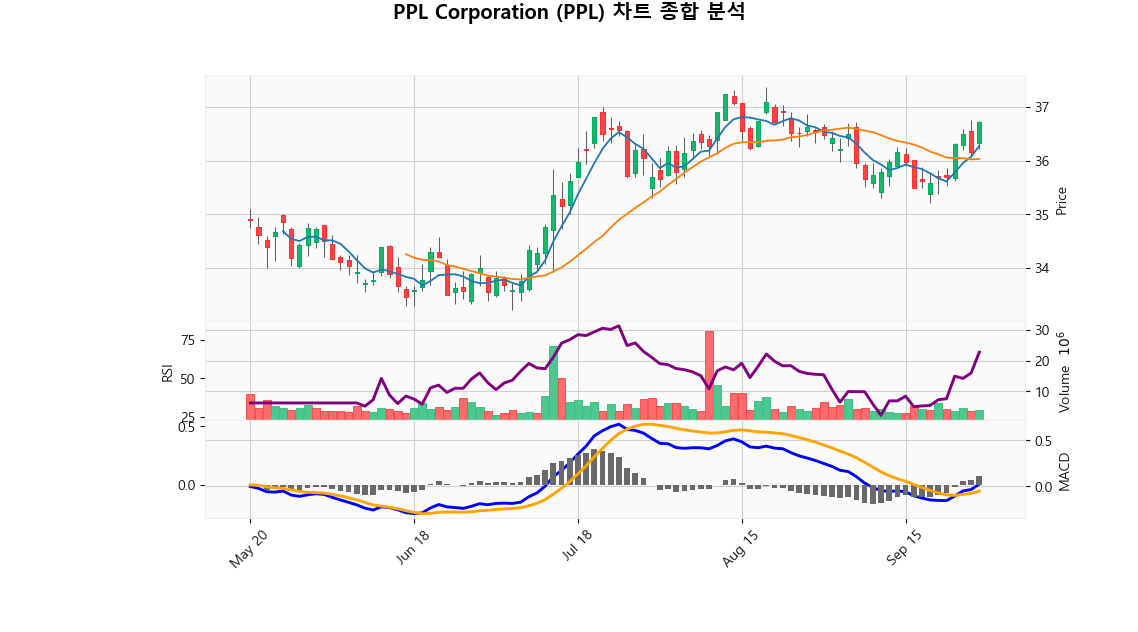 PPL Corporation (PPL) 차트 종합 분석
37
36
35
34
Price
75
50
25
RSI
30
20
10
Volume 10^6
0.5
0.0
0.5
0.0
MACD
May 20
Jun 18
Jul 18
Aug 15
Sep 15